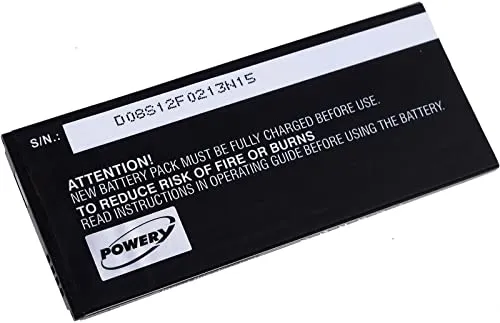 S/N.: D08S12F0213N15
Attention!
NEW BATTERY PACK MUST BE FULLY CHARGED BEFORE USE.
TO REDUCE RISK OF FIRE OR BURNS
READ INSTRUCTIONS IN OPERATING GUIDE BEFORE USING THE BATTERY.
POWERY